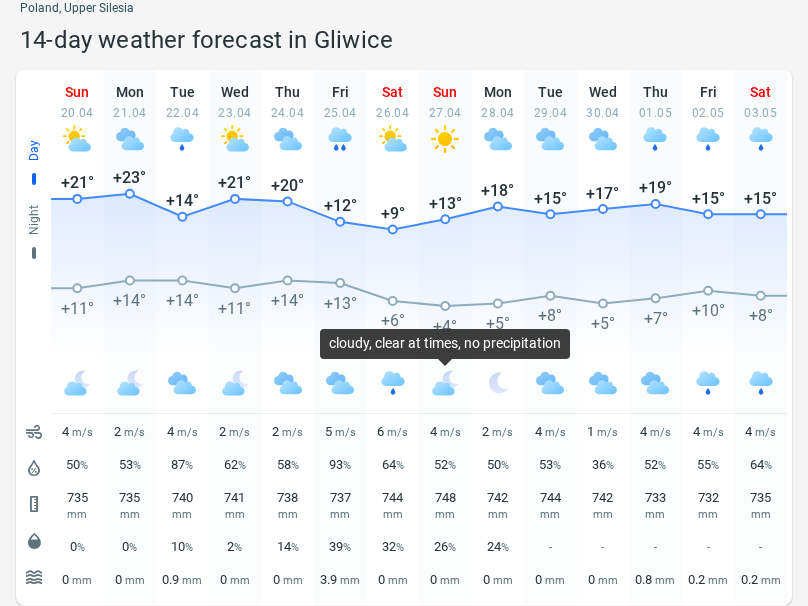 Poland, Upper Silesia
14-day weather forecast in Gliwice
Sun Mon Tue Wed Thu Fri Sat Sun Mon Tue Wed Thu Fri Sat
20.04 21.04 22.04 23.04 24.04 25.04 26.04 27.04 28.04 29.04 30.04 01.05 02.05 03.05
Day
+21° +23° +14° +21° +20° +12° +9° +13° +18° +15° +17° +19° +15° +15°
Night
+11° +14° +14° +11° +14° +13° +6° +4° +5° +8° +5° +7° +10° +8°
cloudy, clear at times, no precipitation
4 m/s 2 m/s 4 m/s 2 m/s 2 m/s 5 m/s 6 m/s 4 m/s 2 m/s 4 m/s 1 m/s 4 m/s 4 m/s 4 m/s
50% 53% 87% 62% 58% 93% 64% 52% 50% 53% 36% 52% 55% 64%
735 735 740 741 738 737 744 748 742 744 742 733 732 735
mm mm mm mm mm mm mm mm mm mm mm mm mm mm
0% 0% 10% 2% 14% 39% 32% 26% 24% - - - - -
0 mm 0 mm 0.9 mm 0 mm 0 mm 3.9 mm 0 mm 0 mm 0 mm 0 mm 0 mm 0.8 mm 0.2 mm 0.2 mm